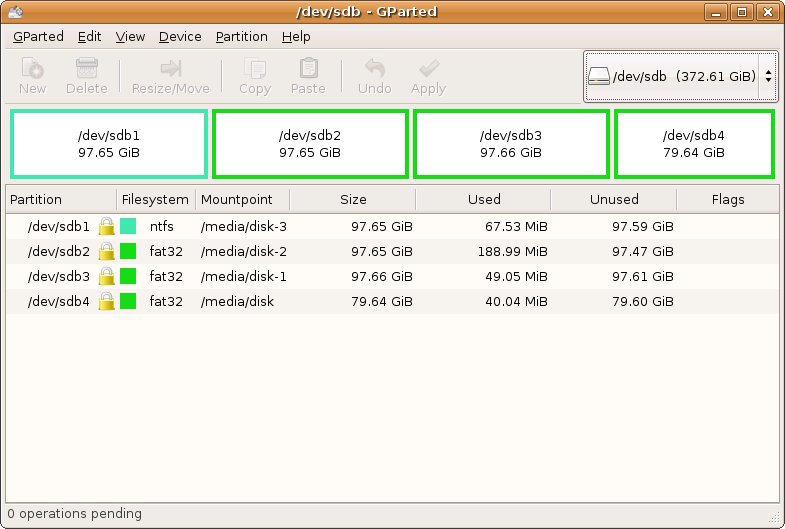 /dev/sdb - GParted
GParted Edit View Device Partition Help
New Delete Resize/Move Copy Paste Undo Apply /dev/sdb (372.61 GiB)
/dev/sdb1 /dev/sdb2 /dev/sdb3 /dev/sdb4
97.65 GiB 97.65 GiB 97.66 GiB 79.64 GiB
Partition Filesystem Mountpoint Size Used Unused Flags
/dev/sdb1 ntfs /media/disk-3 97.65 GiB 67.53 MiB 97.59 GiB
/dev/sdb2 fat32 /media/disk-2 97.65 GiB 188.99 MiB 97.47 GiB
/dev/sdb3 fat32 /media/disk-1 97.66 GiB 49.05 MiB 97.61 GiB
/dev/sdb4 fat32 /media/disk 79.64 GiB 40.04 MiB 79.60 GiB
0 operations pending